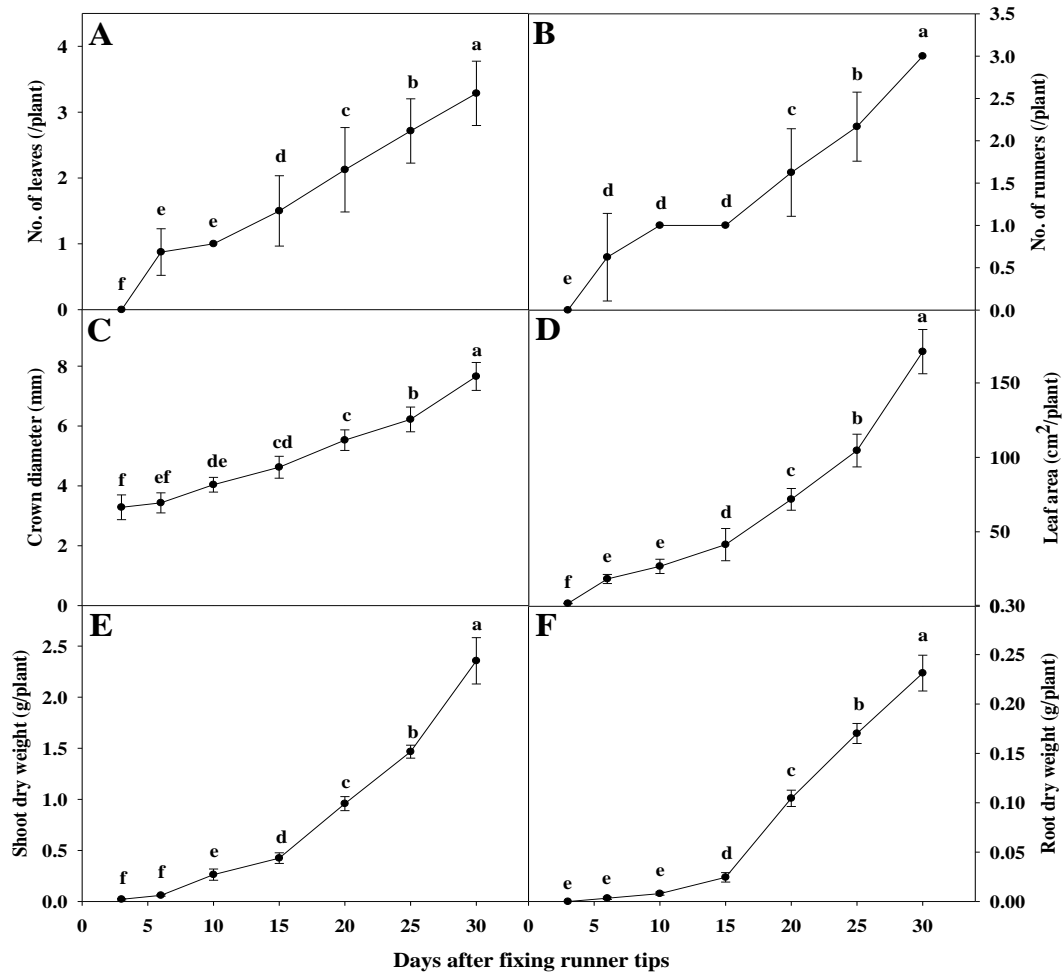 A
B
4
3
2
1
0
No. of leaves (/plant)
f
e
e
d
c
b
a
e
d
d
d
c
b
a
3.5
3.0
2.5
2.0
1.5
1.0
0.5
0.0
No. of runners (/plant)
C
D
8
6
4
2
0
Crown diameter (mm)
f
ef
de
cd
c
b
a
f
e
e
d
c
b
a
150
100
50
Leaf area (cm²/plant)
E
F
2.5
2.0
1.5
1.0
0.5
0.0
Shoot dry weight (g/plant)
f
f
e
d
c
b
a
e
e
e
d
c
b
a
0.25
0.20
0.15
0.10
0.05
0.00
Root dry weight (g/plant)
0 5 10 15 20 25 30 0 5 10 15 20 25 30
Days after fixing runner tips